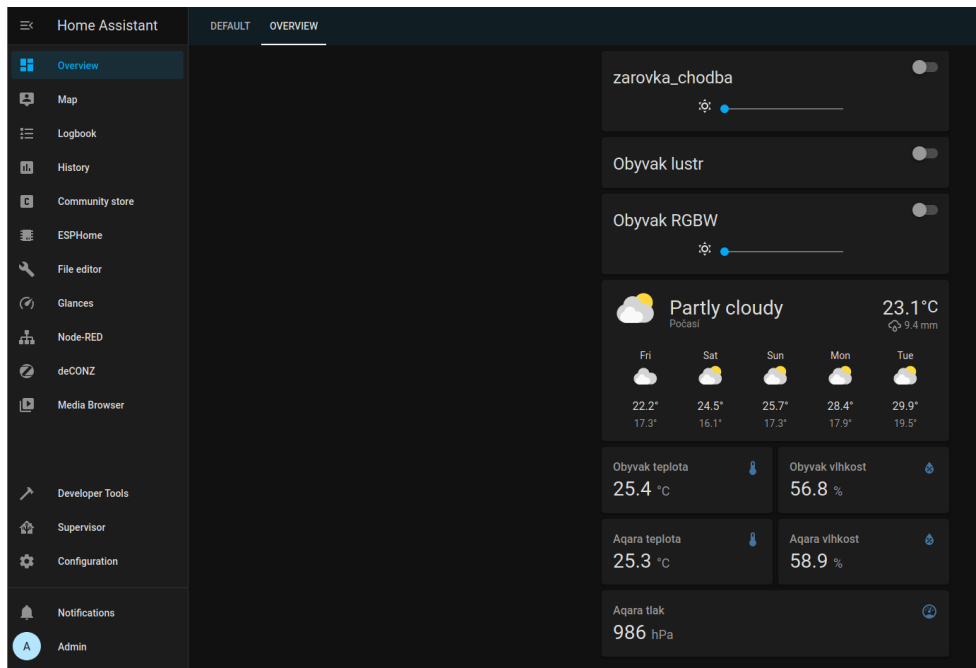 Home Assistant
DEFAULT OVERVIEW
Overview
Map
Logbook
History
Community store
ESPHome
File editor
Glances
Node-RED
deCONZ
Media Browser
Developer Tools
Supervisor
Configuration
Notifications
A Admin
zarovka_chodba
Obyvak lustr
Obyvak RGBW
Partly cloudy 23.1°C
Počasí 9.4 mm
Fri Sat Sun Mon Tue
22.2° 24.5° 25.7° 28.4° 29.9°
17.3° 16.1° 17.3° 17.9° 19.5°
Obyvak teplota Obyvak vlhkost
25.4 °C 56.8 %
Aqara teplota Aqara vlhkost
25.3 °C 58.9 %
Aqara tlak
986 hPa